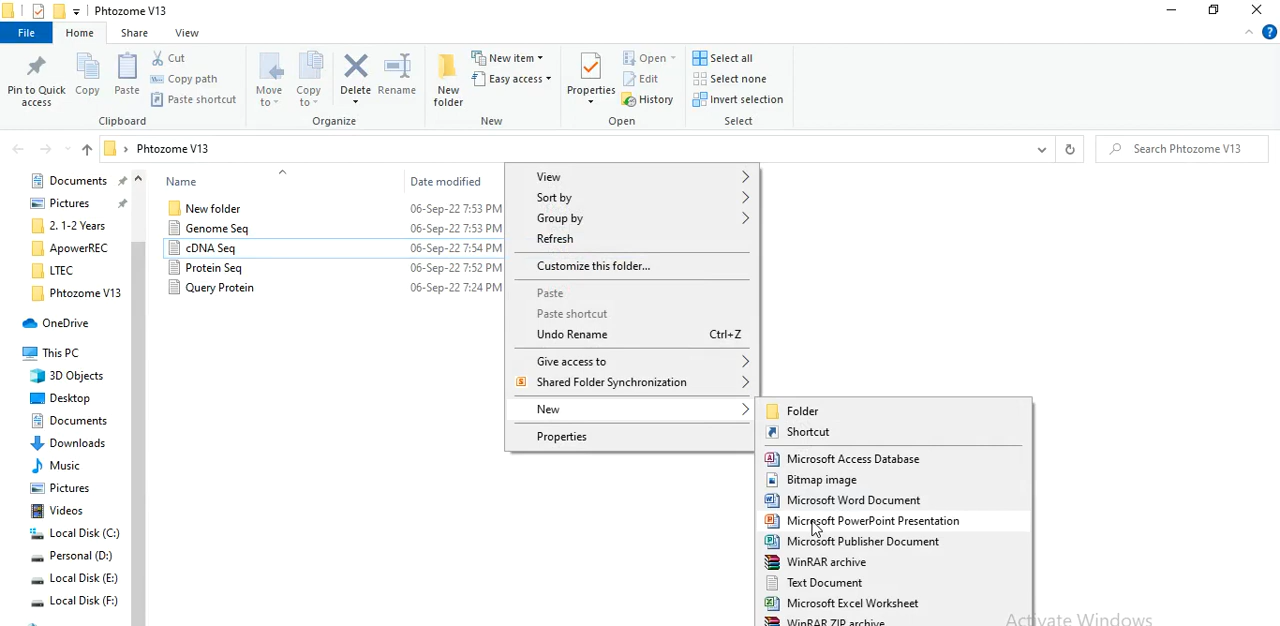 Phtozome V13
File Home Share View
Pin to Quick access
Copy
Paste
Cut
Copy path
Paste shortcut
Clipboard
Move to
Copy to
Delete
Rename
Organize
New folder
New item
Easy access
New
Properties
Open
Edit
History
Open
Select all
Select none
Invert selection
Select
Phtozome V13
Search Phtozome V13
Documents
Pictures
2. 1-2 Years
ApowerREC
LTEC
Phtozome V13
OneDrive
This PC
3D Objects
Desktop
Documents
Downloads
Music
Pictures
Videos
Local Disk (C:)
Personal (D:)
Local Disk (E:)
Local Disk (F:)
Name Date modified
New folder 06-Sep-22 7:53 PM
Genome Seq 06-Sep-22 7:53 PM
cDNA Seq 06-Sep-22 7:54 PM
Protein Seq 06-Sep-22 7:52 PM
Query Protein 06-Sep-22 7:24 PM
View
Sort by
Group by
Refresh
Customize this folder...
Paste
Paste shortcut
Undo Rename Ctrl+Z
Give access to
S Shared Folder Synchronization
New
Properties
Folder
Shortcut
Microsoft Access Database
Bitmap image
Microsoft Word Document
Microsoft PowerPoint Presentation
Microsoft Publisher Document
WinRAR archive
Text Document
Microsoft Excel Worksheet
WinRAR ZIP archive
Activate Windows